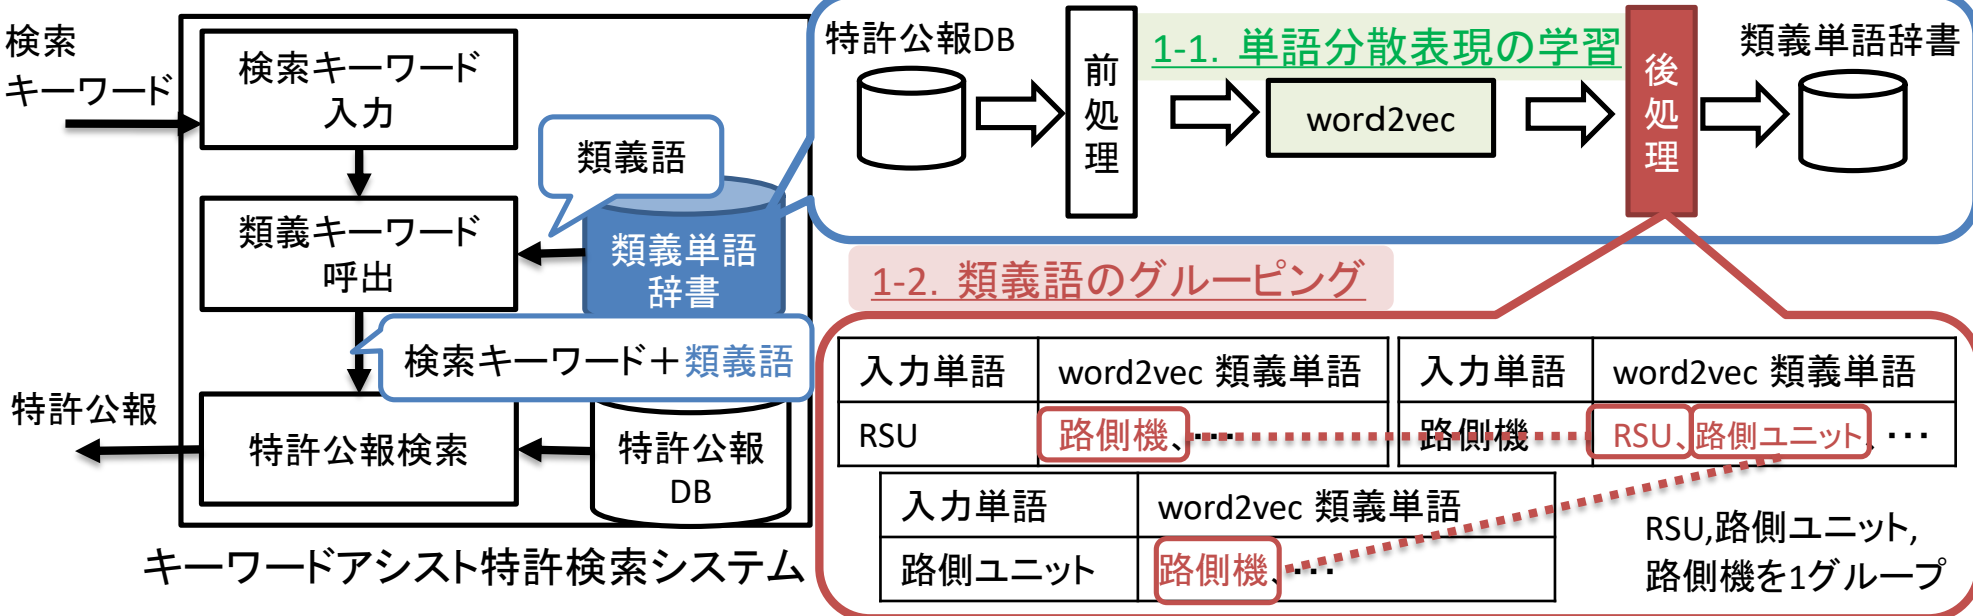 検索
キーワード
検索キーワード
入力
類義語
類義キーワード
呼出
類義単語
辞書
検索キーワード＋類義語
特許公報
特許公報検索
特許公報
DB
キーワードアシスト特許検索システム
特許公報DB
前処理
1-1. 単語分散表現の学習
word2vec
後処理
類義単語辞書
1-2. 類義語のグルーピング
入力単語 word2vec 類義単語
RSU 路側機、・・・
入力単語 word2vec 類義単語
路側機 RSU、路側ユニット、・・・
入力単語 word2vec 類義単語
路側ユニット 路側機、・・・
RSU,路側ユニット,
路側機を1グループ